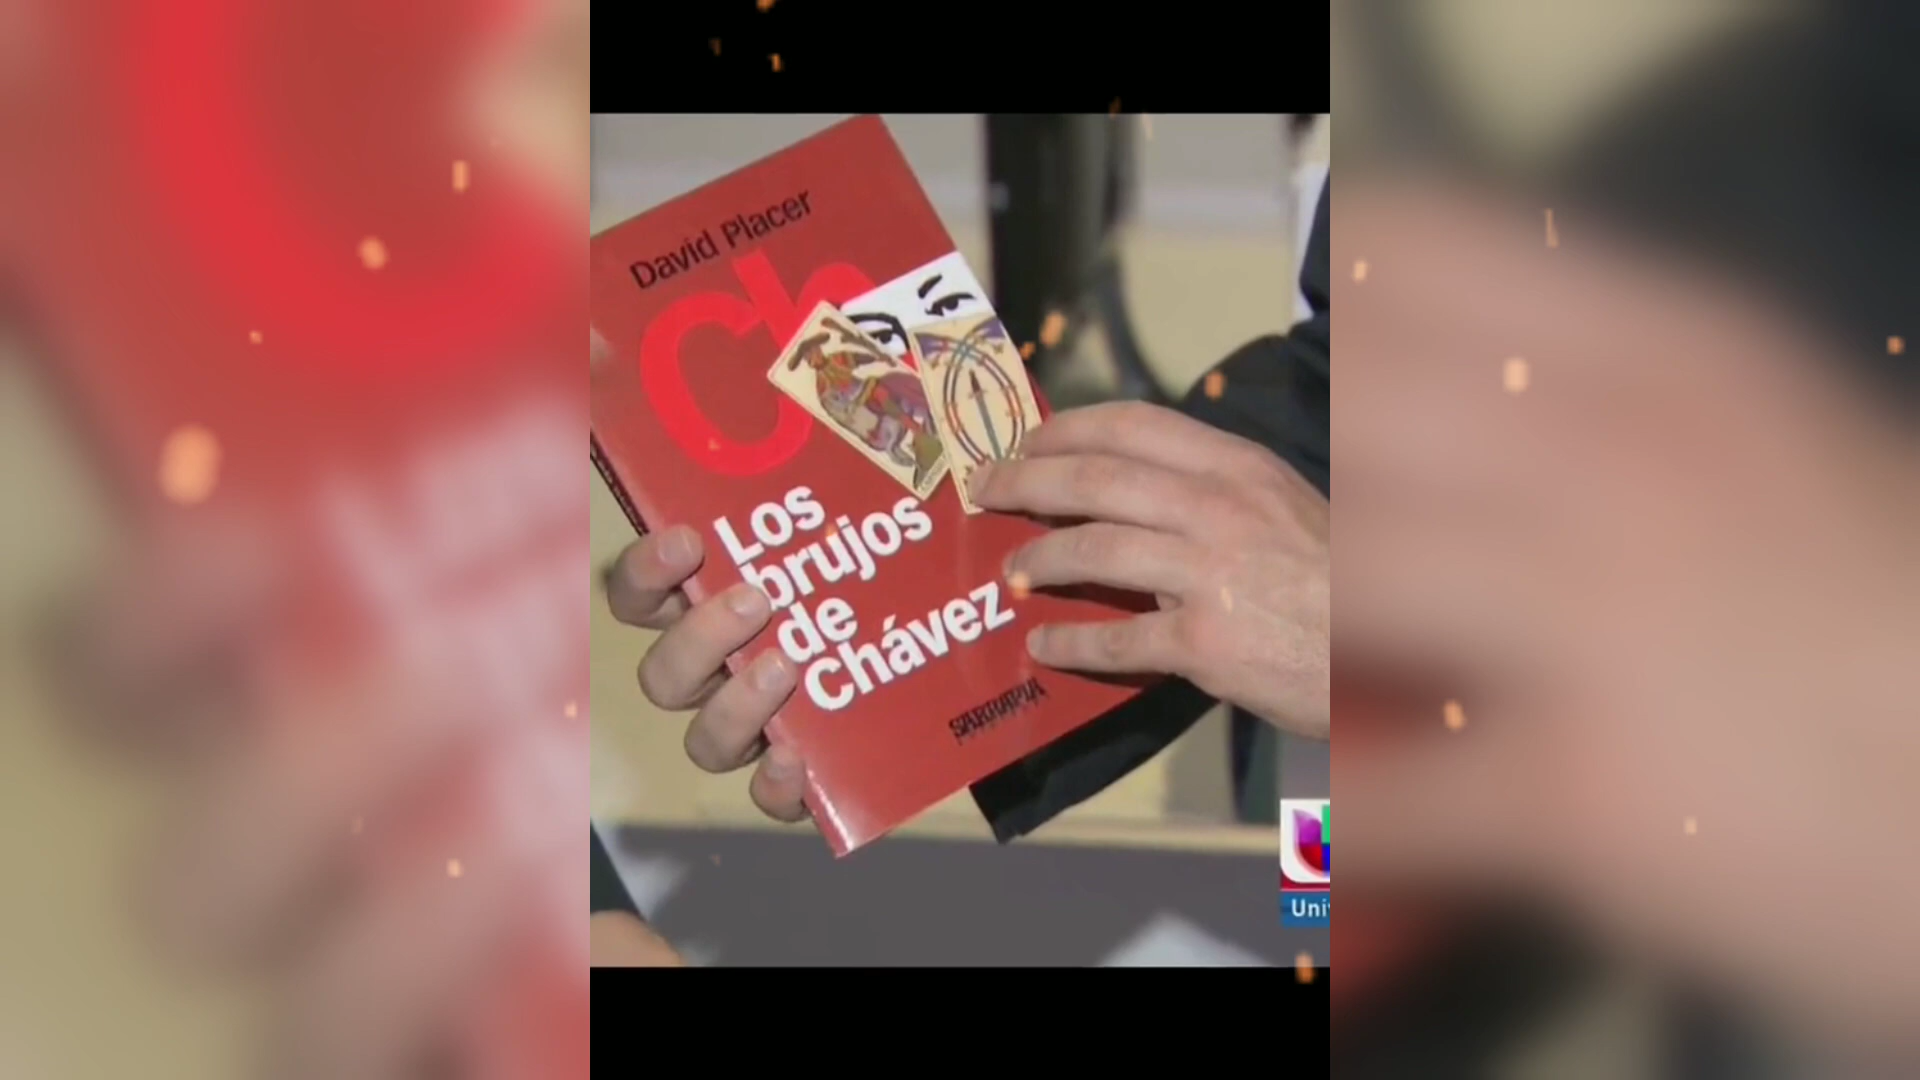 David Placer
Ch
Los
brujos
de
Chávez
SARRAPIA
Uni